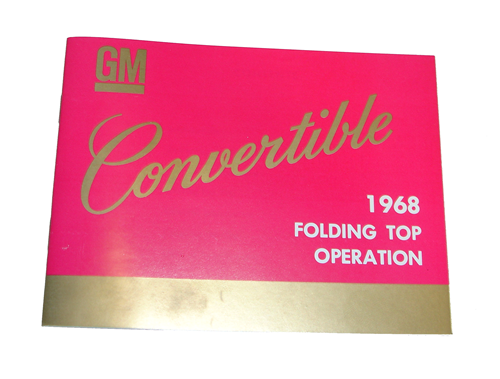 GM
Convertible
1968
FOLDING TOP
OPERATION